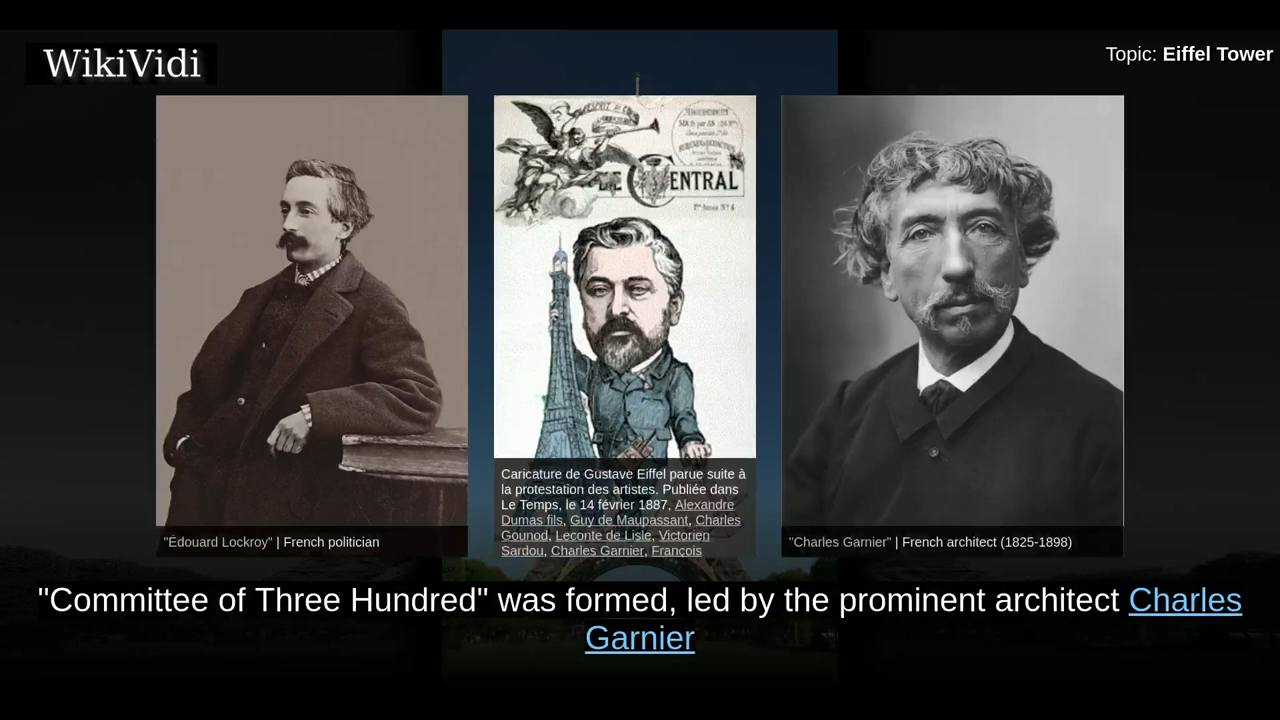 WikiVidi
Topic: Eiffel Tower
LE CENTRAL
"Édouard Lockroy" | French politician
Caricature de Gustave Eiffel parue suite à
la protestation des artistes. Publiée dans
Le Temps, le 14 février 1887, Alexandre
Dumas fils, Guy de Maupassant, Charles
Gounod, Leconte de Lisle, Victorien
Sardou, Charles Garnier, François
"Charles Garnier" | French architect (1825-1898)
"Committee of Three Hundred" was formed, led by the prominent architect Charles
Garnier